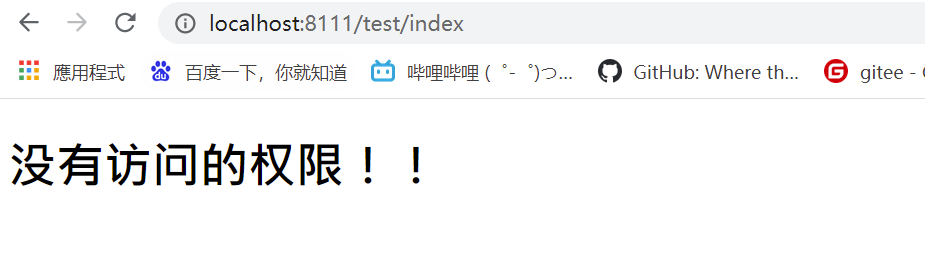 localhost:8111/test/index
應用程式 百度一下，你就知道 哔哩哔哩 ( ゜- ゜)つ... GitHub: Where th... gitee -
没有访问的权限！！